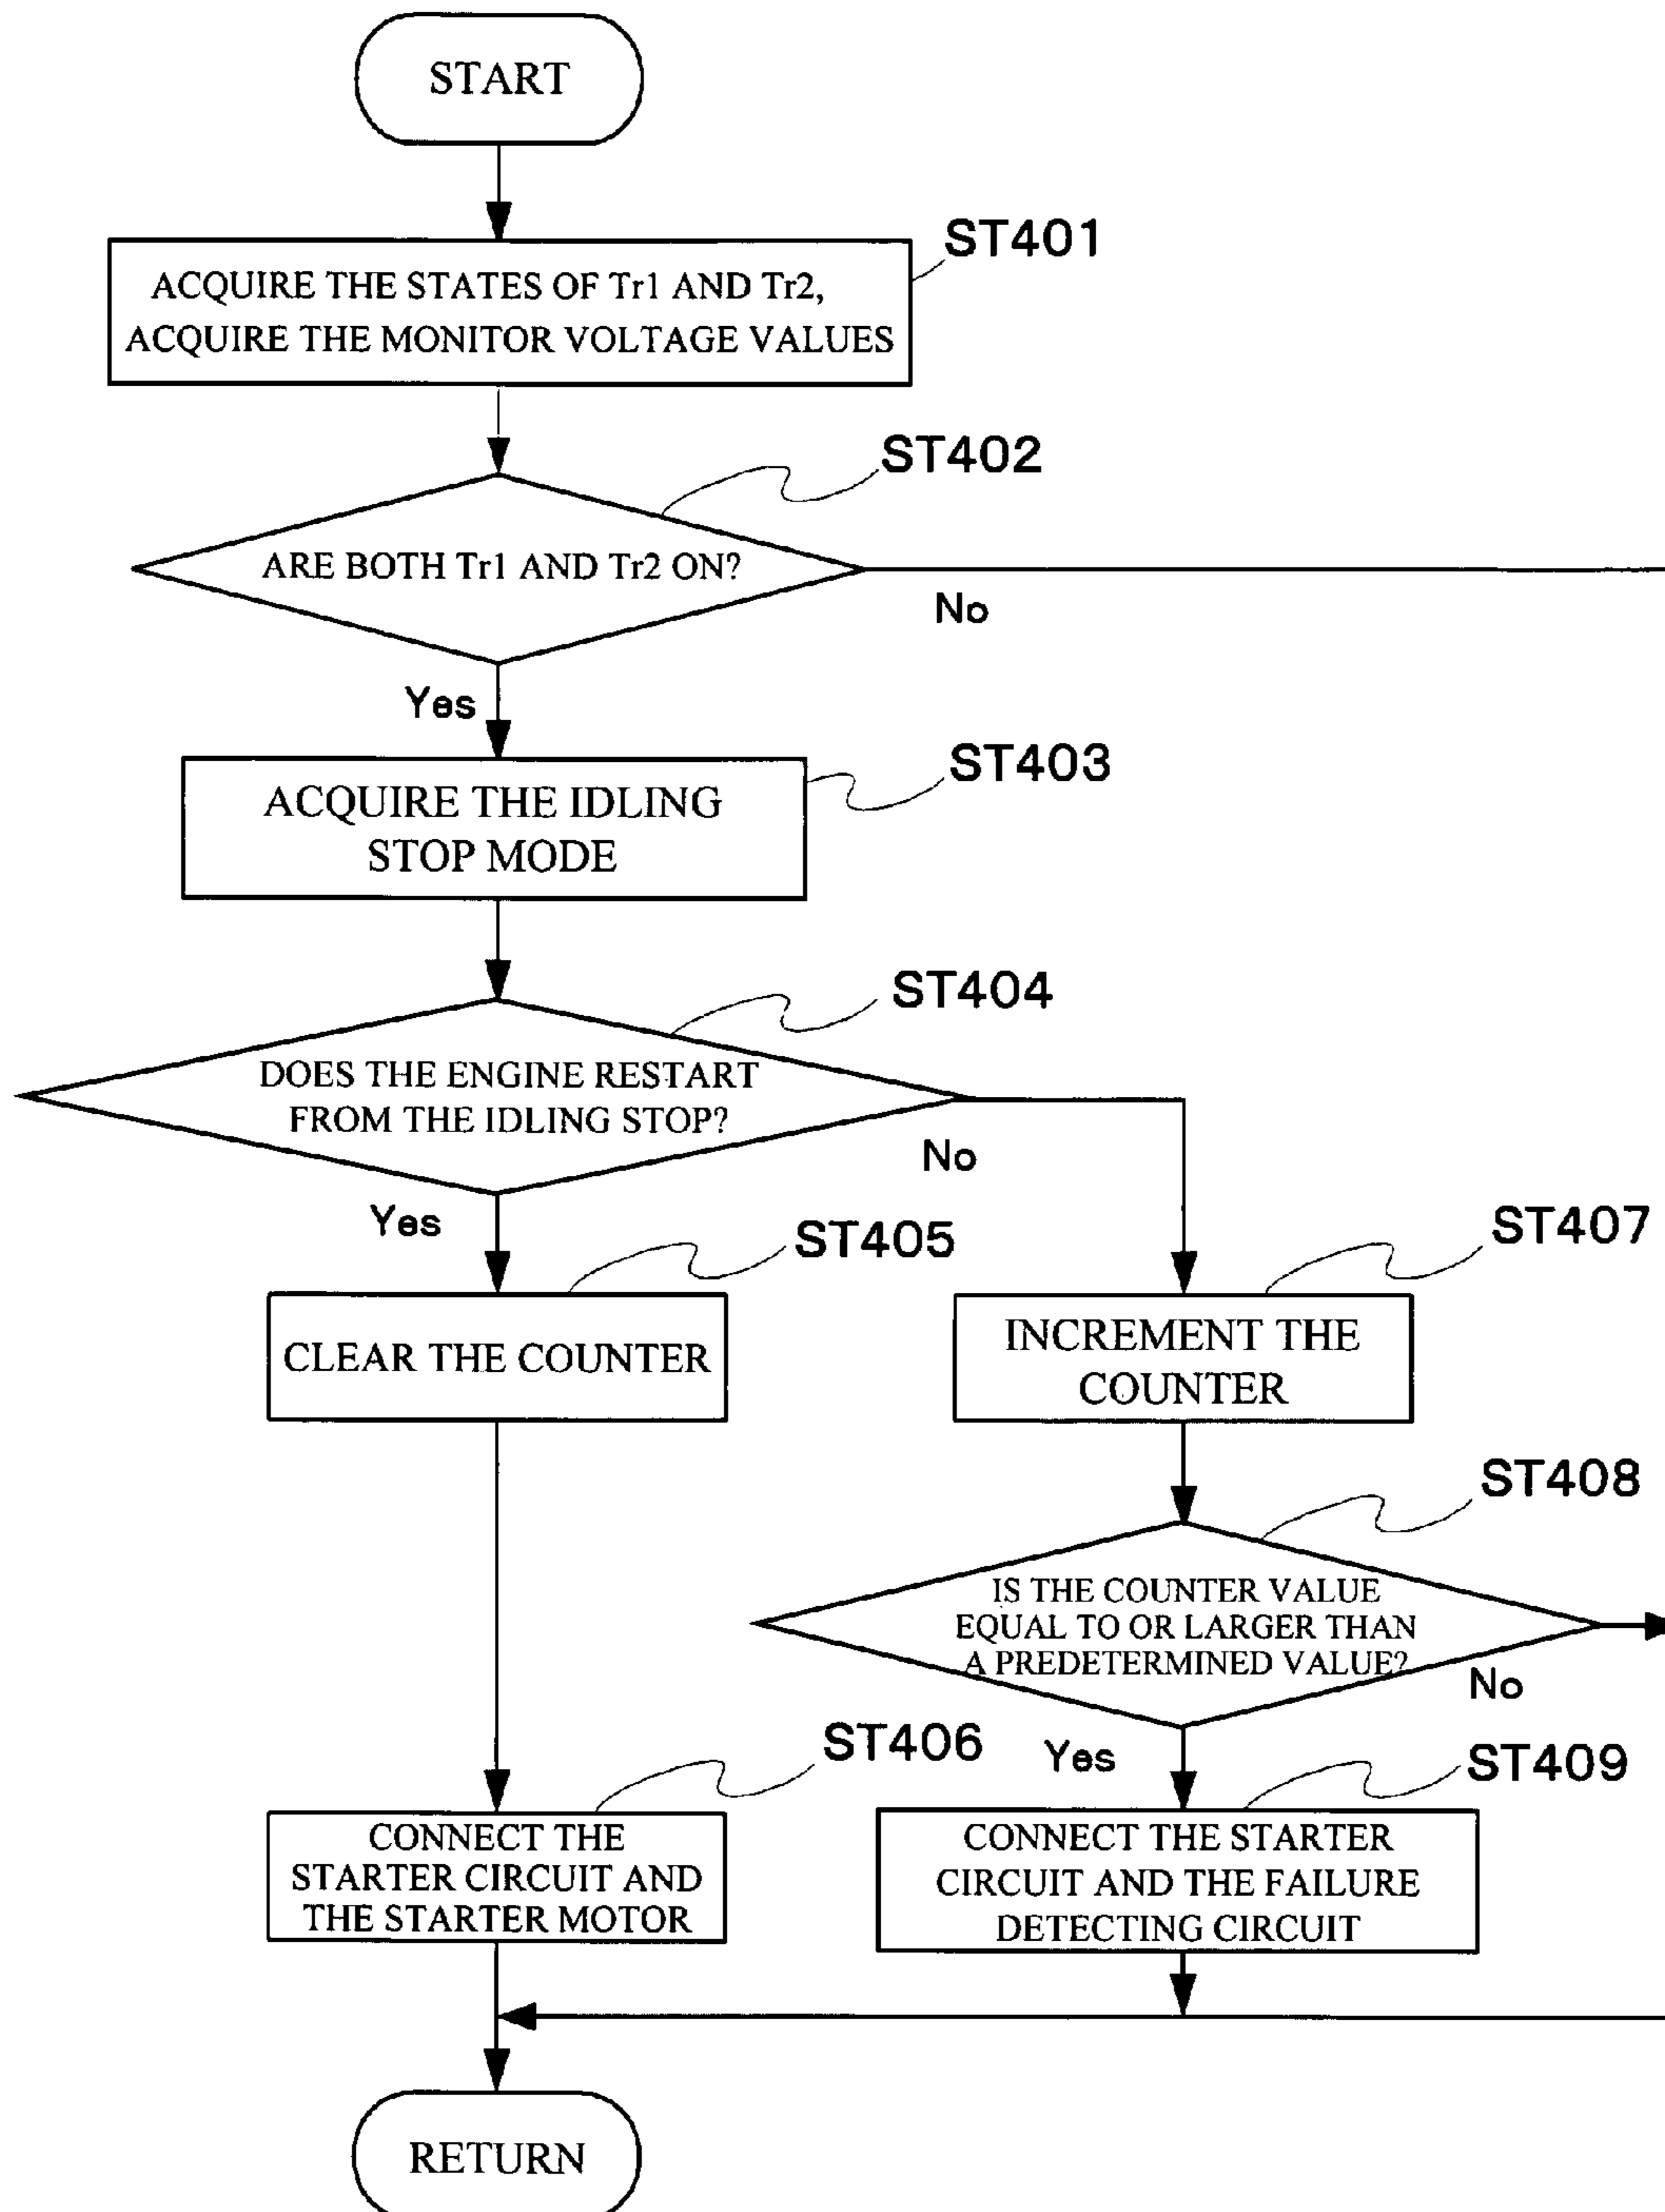 START
ST401
ACQUIRE THE STATES OF Tr1 AND Tr2,
ACQUIRE THE MONITOR VOLTAGE VALUES
ST402
ARE BOTH Tr1 AND Tr2 ON?
No
Yes
ST403
ACQUIRE THE IDLING
STOP MODE
ST404
DOES THE ENGINE RESTART
FROM THE IDLING STOP?
No
Yes
ST405
CLEAR THE COUNTER
ST407
INCREMENT THE
COUNTER
ST408
IS THE COUNTER VALUE
EQUAL TO OR LARGER THAN
A PREDETERMINED VALUE?
No
Yes
ST406
CONNECT THE
STARTER CIRCUIT AND
THE STARTER MOTOR
ST409
CONNECT THE STARTER
CIRCUIT AND THE FAILURE
DETECTING CIRCUIT
RETURN